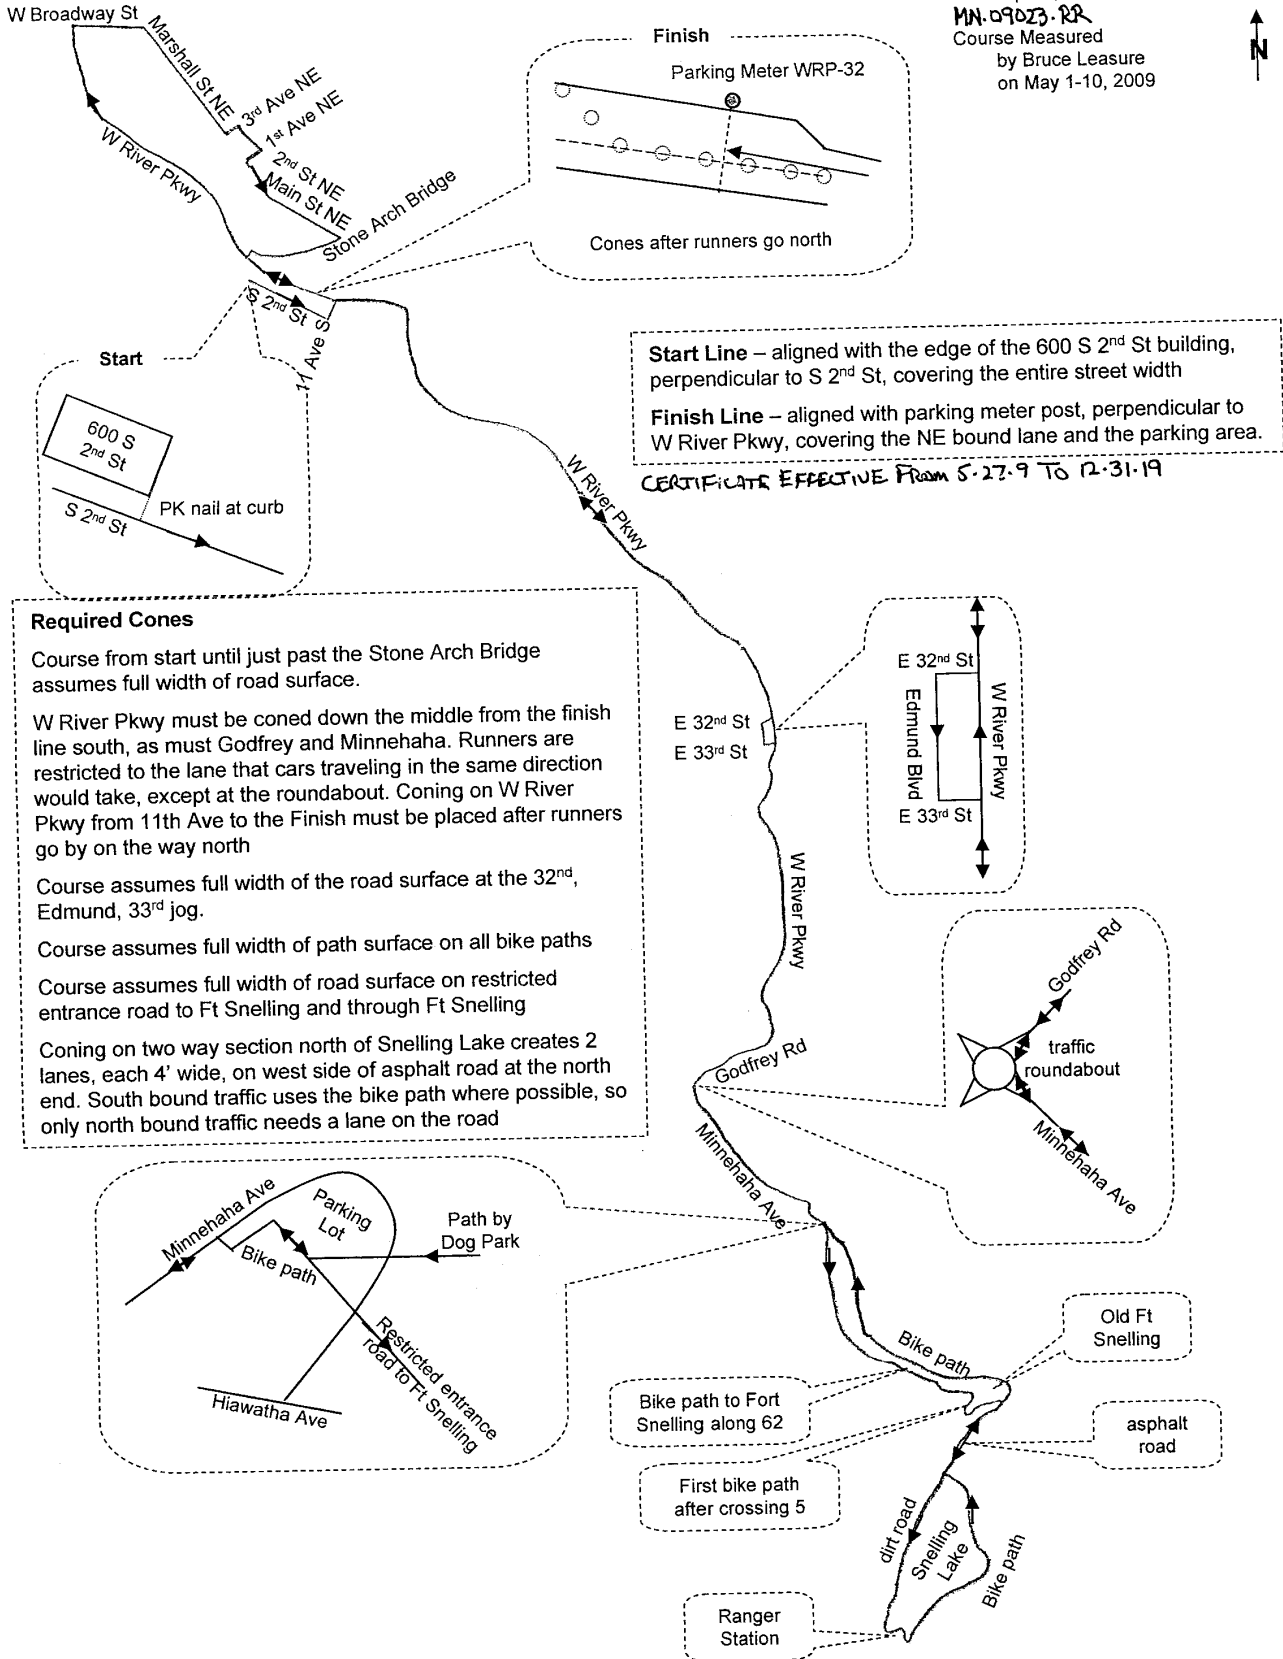 W Broadway St
Marshall St NE
3rd Ave NE
1st Ave NE
2nd St NE
Main St NE
Stone Arch Bridge
W River Pkwy
S 2nd St
11 Ave S
Finish
Parking Meter WRP-32
Cones after runners go north
MN.09023.RR
Course Measured
by Bruce Leasure
on May 1-10, 2009
N
Start
600 S
2nd St
PK nail at curb
S 2nd St
Start Line – aligned with the edge of the 600 S 2nd St building,
perpendicular to S 2nd St, covering the entire street width
Finish Line – aligned with parking meter post, perpendicular to
W River Pkwy, covering the NE bound lane and the parking area.
CERTIFICATE EFFECTIVE FROM 5.27.9 TO 12.31.19
W River Pkwy
Required Cones
Course from start until just past the Stone Arch Bridge
assumes full width of road surface.
W River Pkwy must be coned down the middle from the finish
line south, as must Godfrey and Minnehaha. Runners are
restricted to the lane that cars traveling in the same direction
would take, except at the roundabout. Coning on W River
Pkwy from 11th Ave to the Finish must be placed after runners
go by on the way north
Course assumes full width of the road surface at the 32nd,
Edmund, 33rd jog.
Course assumes full width of path surface on all bike paths
Course assumes full width of road surface on restricted
entrance road to Ft Snelling and through Ft Snelling
Coning on two way section north of Snelling Lake creates 2
lanes, each 4' wide, on west side of asphalt road at the north
end. South bound traffic uses the bike path where possible, so
only north bound traffic needs a lane on the road
E 32nd St
E 33rd St
E 32nd St
Edmund Blvd
W River Pkwy
E 33rd St
W River Pkwy
Godfrey Rd
Minnehaha Ave
Godfrey Rd
traffic
roundabout
Minnehaha Ave
Minnehaha Ave
Parking
Lot
Bike path
Path by
Dog Park
Restricted entrance
road to Ft Snelling
Hiawatha Ave
Bike path
Old Ft
Snelling
Bike path to Fort
Snelling along 62
asphalt
road
First bike path
after crossing 5
dirt road
Snelling
Lake
Bike path
Ranger
Station